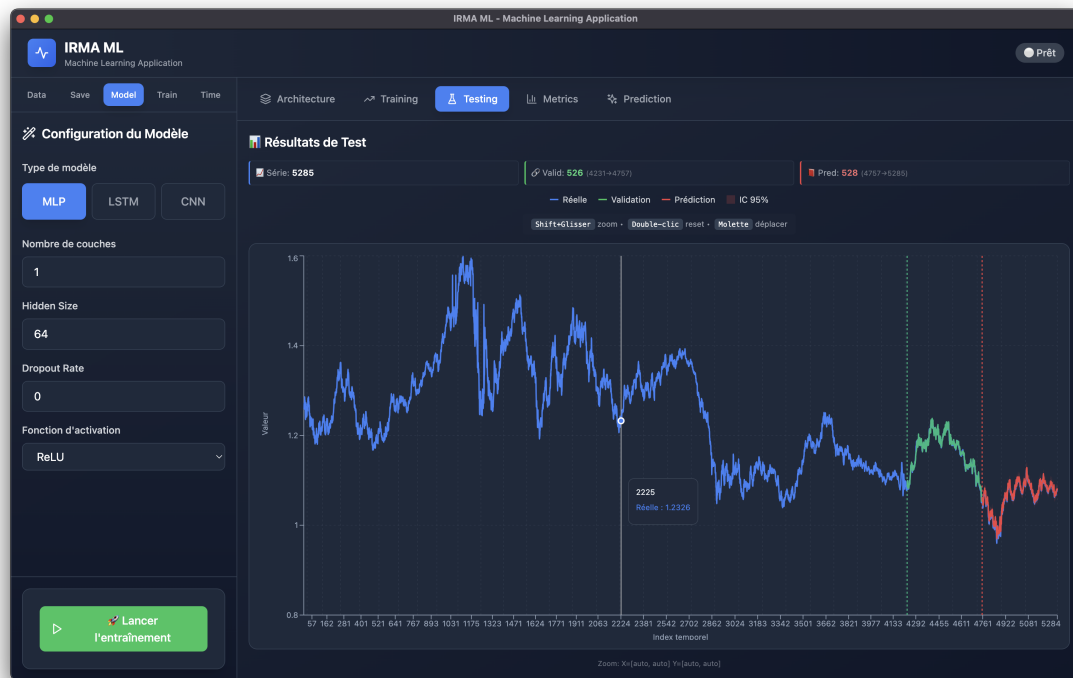 IRMA ML - Machine Learning Application
IRMA ML
Machine Learning Application
Prêt
Data Save Model Train Time
Architecture Training Testing Metrics Prediction
Configuration du Modèle
Type de modèle
MLP LSTM CNN
Nombre de couches
1
Hidden Size
64
Dropout Rate
0
Fonction d'activation
ReLU
Lancer
l'entraînement
Résultats de Test
Série: 5285
Valid: 526 (4231→4757)
Pred: 528 (4757→5285)
Réelle Validation Prédiction IC 95%
Shift+Glisser zoom • Double-clic reset • Molette déplacer
Valeur
1.6
1.4
1.2
1
0.8
2225
Réelle : 1.2326
57 162 281 401 521 641 767 893 1031 1175 1323 1471 1624 1771 1911 2063 2224 2381 2542 2702 2862 3024 3183 3342 3501 3662 3821 3977 4133 4292 4455 4611 4761 4922 5081 5284
Index temporel
Zoom: X=[auto, auto] Y=[auto, auto]